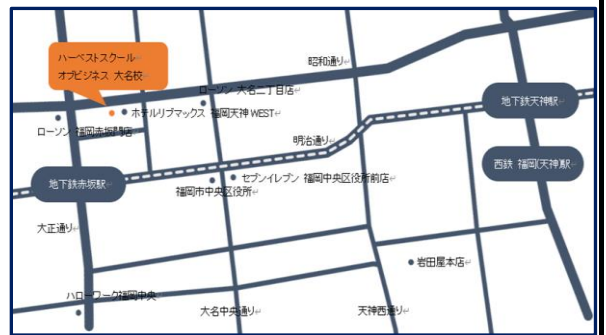 ハーベストスクール
オブビジネス 大名校
昭和通り
ローソン 大名二丁目店
ホテルリブマックス 福岡天神 WEST
地下鉄天神駅
ローソン 福岡赤坂門店
明治通り
西鉄 福岡(天神)駅
地下鉄赤坂駅
セブンイレブン 福岡中央区役所前店
福岡市中央区役所
大正通り
岩田屋本店
ハローワーク福岡中央
大名中央通り
天神西通り